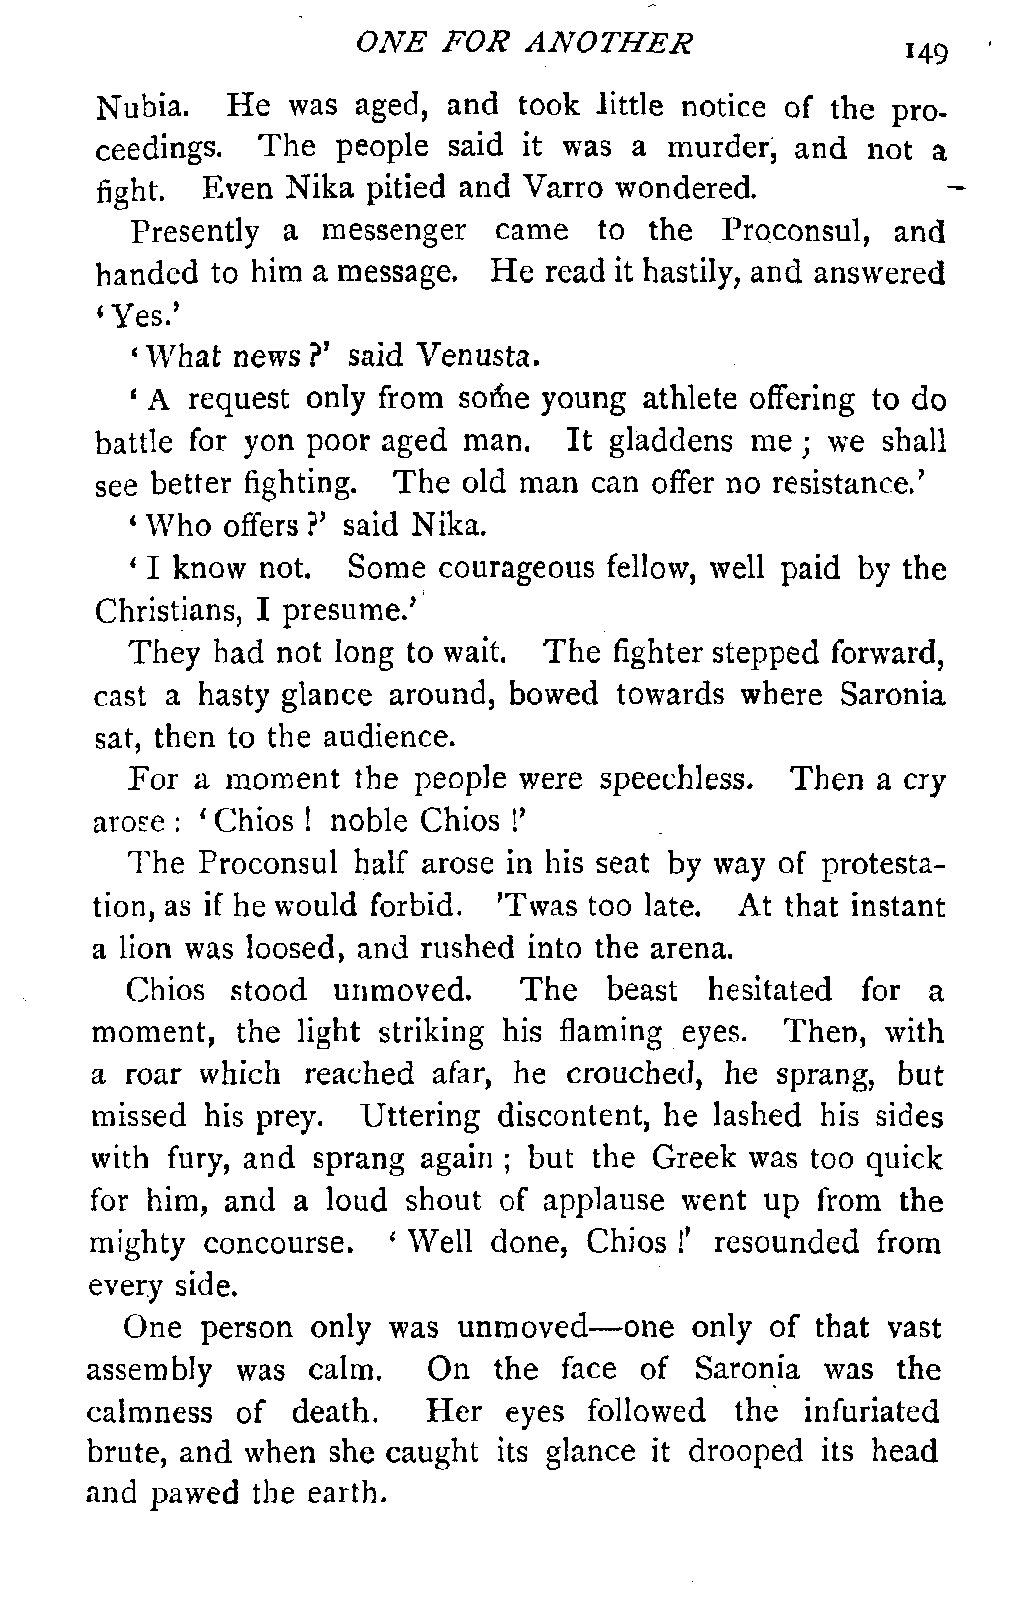 ONE FOR ANOTHER 149
Nubia. He was aged, and took little notice of the pro-
ceedings. The people said it was a murder, and not a
fight. Even Nika pitied and Varro wondered.
Presently a messenger came to the Proconsul, and
handed to him a message. He read it hastily, and answered
‘Yes.’
‘What news?’ said Venusta.
‘A request only from some young athlete offering to do
battle for yon poor aged man. It gladdens me; we shall
see better fighting. The old man can offer no resistance.’
‘Who offers?’ said Nika.
‘I know not. Some courageous fellow, well paid by the
Christians, I presume.’
They had not long to wait. The fighter stepped forward,
cast a hasty glance around, bowed towards where Saronia
sat, then to the audience.
For a moment the people were speechless. Then a cry
arose: ‘Chios! noble Chios!’
The Proconsul half arose in his seat by way of protesta-
tion, as if he would forbid. ’Twas too late. At that instant
a lion was loosed, and rushed into the arena.
Chios stood unmoved. The beast hesitated for a
moment, the light striking his flaming eyes. Then, with
a roar which reached afar, he crouched, he sprang, but
missed his prey. Uttering discontent, he lashed his sides
with fury, and sprang again; but the Greek was too quick
for him, and a loud shout of applause went up from the
mighty concourse. ‘Well done, Chios!’ resounded from
every side.
One person only was unmoved—one only of that vast
assembly was calm. On the face of Saronia was the
calmness of death. Her eyes followed the infuriated
brute, and when she caught its glance it drooped its head
and pawed the earth.